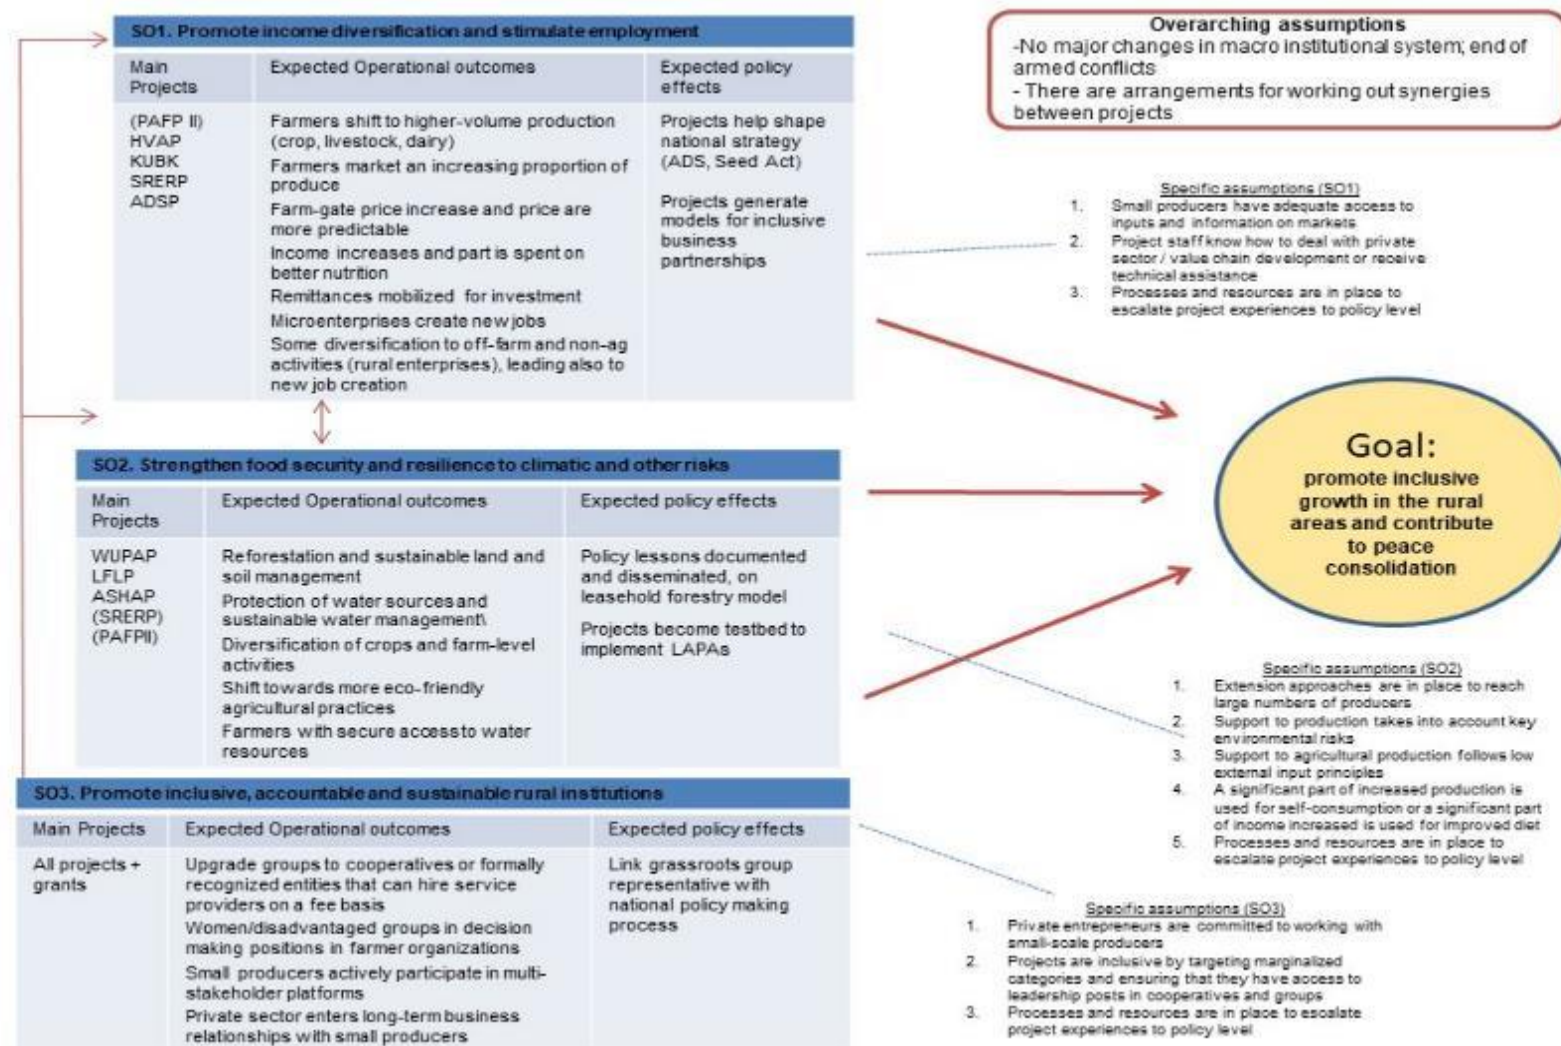 SO1. Promote income diversification and stimulate employment
Main
Projects
Expected Operational outcomes
Expected policy
effects
(PAFP II)
HVAP
KUBK
SRERP
ADSP
Farmers shift to higher-volume production
(crop, livestock, dairy)
Farmers market an increasing proportion of
produce
Farm-gate price increase and price are
more predictable
Income increases and part is spent on
better nutrition
Remittances mobilized for investment
Microenterprises create new jobs
Some diversification to off-farm and non-ag
activities (rural enterprises), leading also to
new job creation
Projects help shape
national strategy
(ADS, Seed Act)
Projects generate
models for inclusive
business
partnerships
Overarching assumptions
-No major changes in macro institutional system; end of
armed conflicts
- There are arrangements for working out synergies
between projects
Specific assumptions (SO1)
1. Small producers have adequate access to
inputs and information on markets
2. Project staff know how to deal with private
sector / value chain development or receive
technical assistance
3. Processes and resources are in place to
escalate project experiences to policy level
Goal:
promote inclusive
growth in the rural
areas and contribute
to peace
consolidation
SO2. Strengthen food security and resilience to climatic and other risks
Main
Projects
Expected Operational outcomes
Expected policy effects
WUPAP
LFLP
ASHAP
(SRERP)
(PAFPII)
Reforestation and sustainable land and
soil management
Protection of water sources and
sustainable water management\
Diversification of crops and farm-level
activities
Shift towards more eco-friendly
agricultural practices
Farmers with secure access to water
resources
Policy lessons documented
and disseminated, on
leasehold forestry model
Projects become testbed to
implement LAPAs
Specific assumptions (SO2)
1. Extension approaches are in place to reach
large numbers of producers
2. Support to production takes into account key
environmental risks
3. Support to agricultural production follows low
external input principles
4. A significant part of increased production is
used for self-consumption or a significant part
of income increased is used for improved diet
5. Processes and resources are in place to
escalate project experiences to policy level
SO3. Promote inclusive, accountable and sustainable rural institutions
Main Projects
Expected Operational outcomes
Expected policy effects
All projects +
grants
Upgrade groups to cooperatives or formally
recognized entities that can hire service
providers on a fee basis
Women/disadvantaged groups in decision
making positions in farmer organizations
Small producers actively participate in multi-
stakeholder platforms
Private sector enters long-term business
relationships with small producers
Link grassroots group
representative with
national policy making
process
Specific assumptions (SO3)
1. Private entrepreneurs are committed to working with
small-scale producers
2. Projects are inclusive by targeting marginalized
categories and ensuring that they have access to
leadership posts in cooperatives and groups
3. Processes and resources are in place to escalate
project experiences to policy level